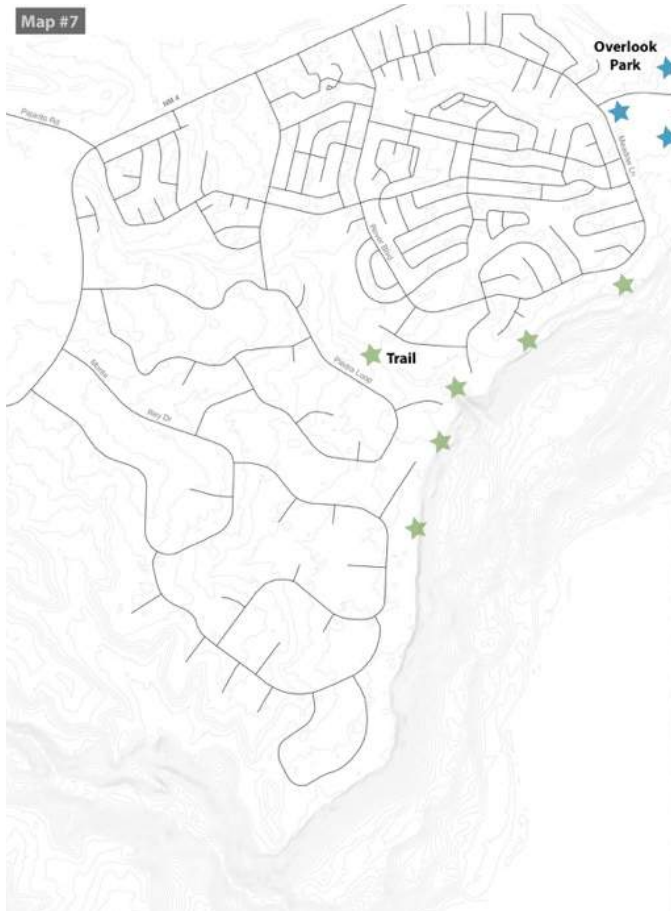 Map #7
Overlook
Park
NM 4
Pajarito Rd
Meadow Ln
Rover Blvd
Trail
Piedra Loop
Monte
Rey Dr